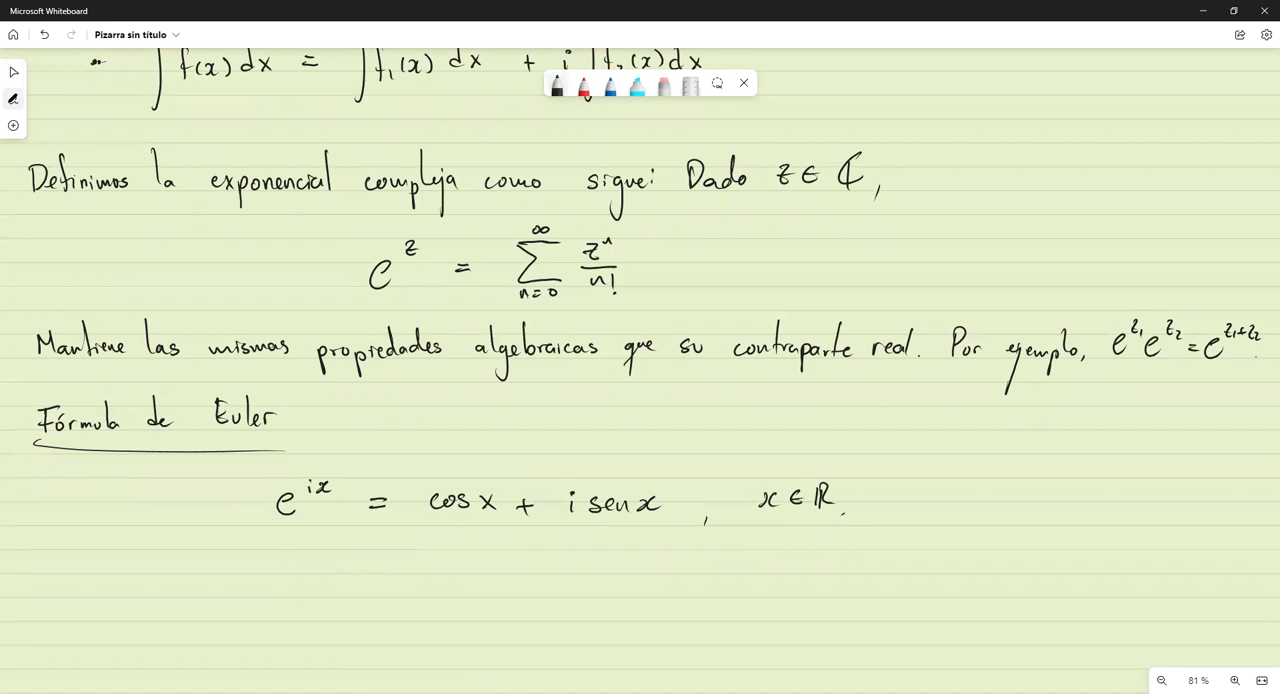 Microsoft Whiteboard
Pizarra sin título
∫ f(x) dx = ∫ f₁(x) dx + i ∫ f₂(x) dx
Definimos la exponencial compleja como sigue: Dado z ∈ ℂ,
e^z = ∑_{n=0}^{∞} z^n / n!
Mantiene las mismas propiedades algebraicas que su contraparte real. Por ejemplo, e^{z₁} e^{z₂} = e^{z₁+z₂}.
Fórmula de Euler
e^{ix} = cos x + i sen x , x ∈ ℝ.
81 %